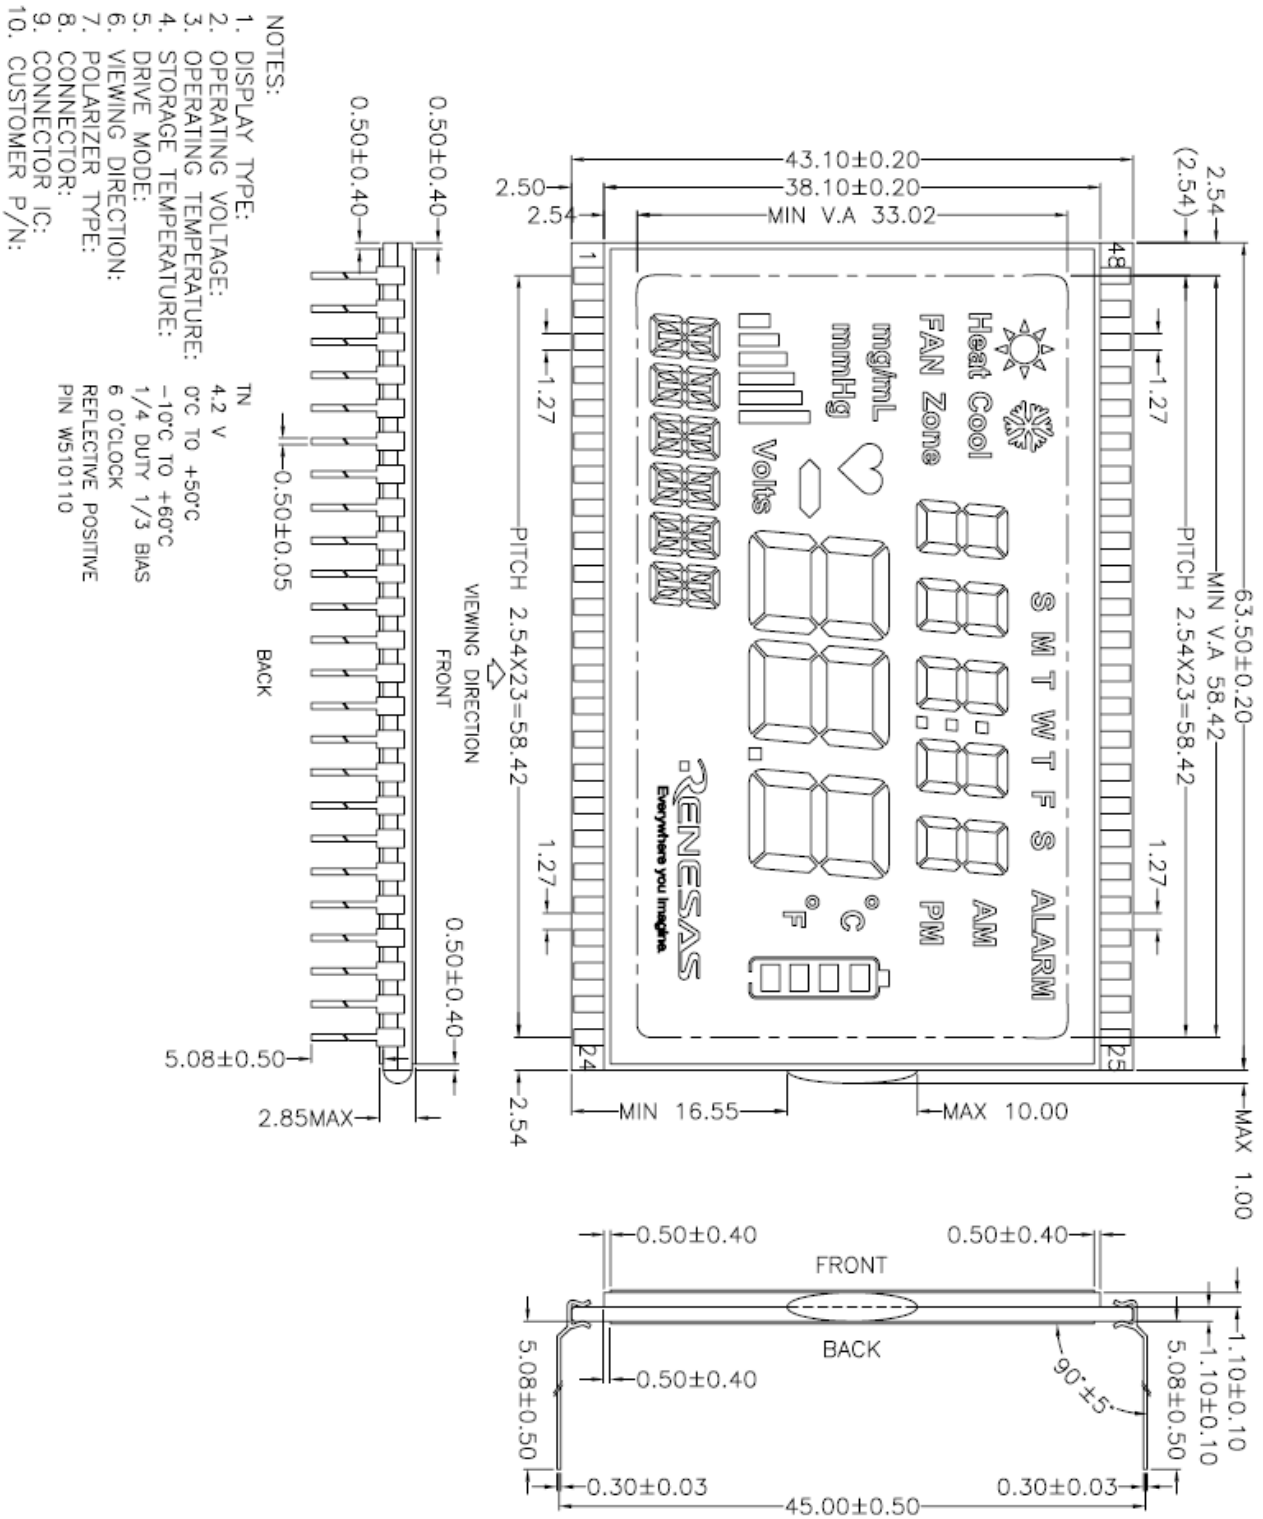 63.50±0.20
MIN V.A 58.42
PITCH 2.54X23=58.42
2.54
(2.54)
1.27
1.27
MAX 1.00
48
25
43.10±0.20
38.10±0.20
MIN V.A 33.02
2.50
2.54
S M T W T F S ALARM
Heat Cool
FAN Zone
AM
PM
mg/mL
mmHg
°C
°F
Volts
RENESAS
Everywhere you imagine.
1
24
MIN 16.55
MAX 10.00
1.27
1.27
PITCH 2.54X23=58.42
2.54
VIEWING DIRECTION
FRONT
0.50±0.40
0.50±0.40
0.50±0.40
0.50±0.05
BACK
5.08±0.50
2.85MAX
0.50±0.40
0.50±0.40
FRONT
BACK
0.50±0.40
90°±5°
1.10±0.10
1.10±0.10
5.08±0.50
5.08±0.50
0.30±0.03
0.30±0.03
45.00±0.50
NOTES:
1. DISPLAY TYPE: TN
2. OPERATING VOLTAGE: 4.2 V
3. OPERATING TEMPERATURE: 0°C TO +50°C
4. STORAGE TEMPERATURE: -10°C TO +60°C
5. DRIVE MODE: 1/4 DUTY 1/3 BIAS
6. VIEWING DIRECTION: 6 O'CLOCK
7. POLARIZER TYPE: REFLECTIVE POSITIVE
8. CONNECTOR: PIN W510110
9. CONNECTOR IC:
10. CUSTOMER P/N: